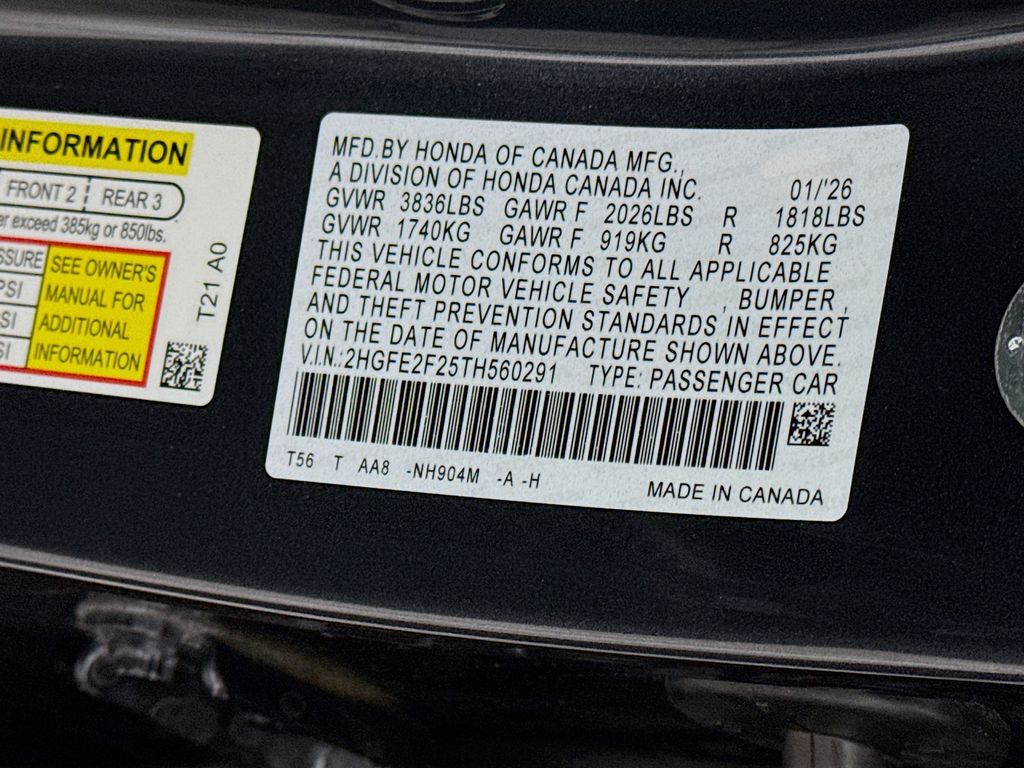 INFORMATION
FRONT 2 REAR 3
er exceed 385kg or 850lbs.
SSURE
PSI
SI
SI
SEE OWNER'S
MANUAL FOR
ADDITIONAL
INFORMATION
T21 A0
MFD.BY HONDA OF CANADA MFG.,
A DIVISION OF HONDA CANADA INC. 01/'26
GVWR 3836LBS GAWR F 2026LBS R 1818LBS
GVWR 1740KG GAWR F 919KG R 825KG
THIS VEHICLE CONFORMS TO ALL APPLICABLE
FEDERAL MOTOR VEHICLE SAFETY , BUMPER ,
AND THEFT PREVENTION STANDARDS IN EFFECT
ON THE DATE OF MANUFACTURE SHOWN ABOVE.
V.I.N.:2HGFE2F25TH560291 TYPE: PASSENGER CAR
T56 T AA8 -NH904M -A -H
MADE IN CANADA